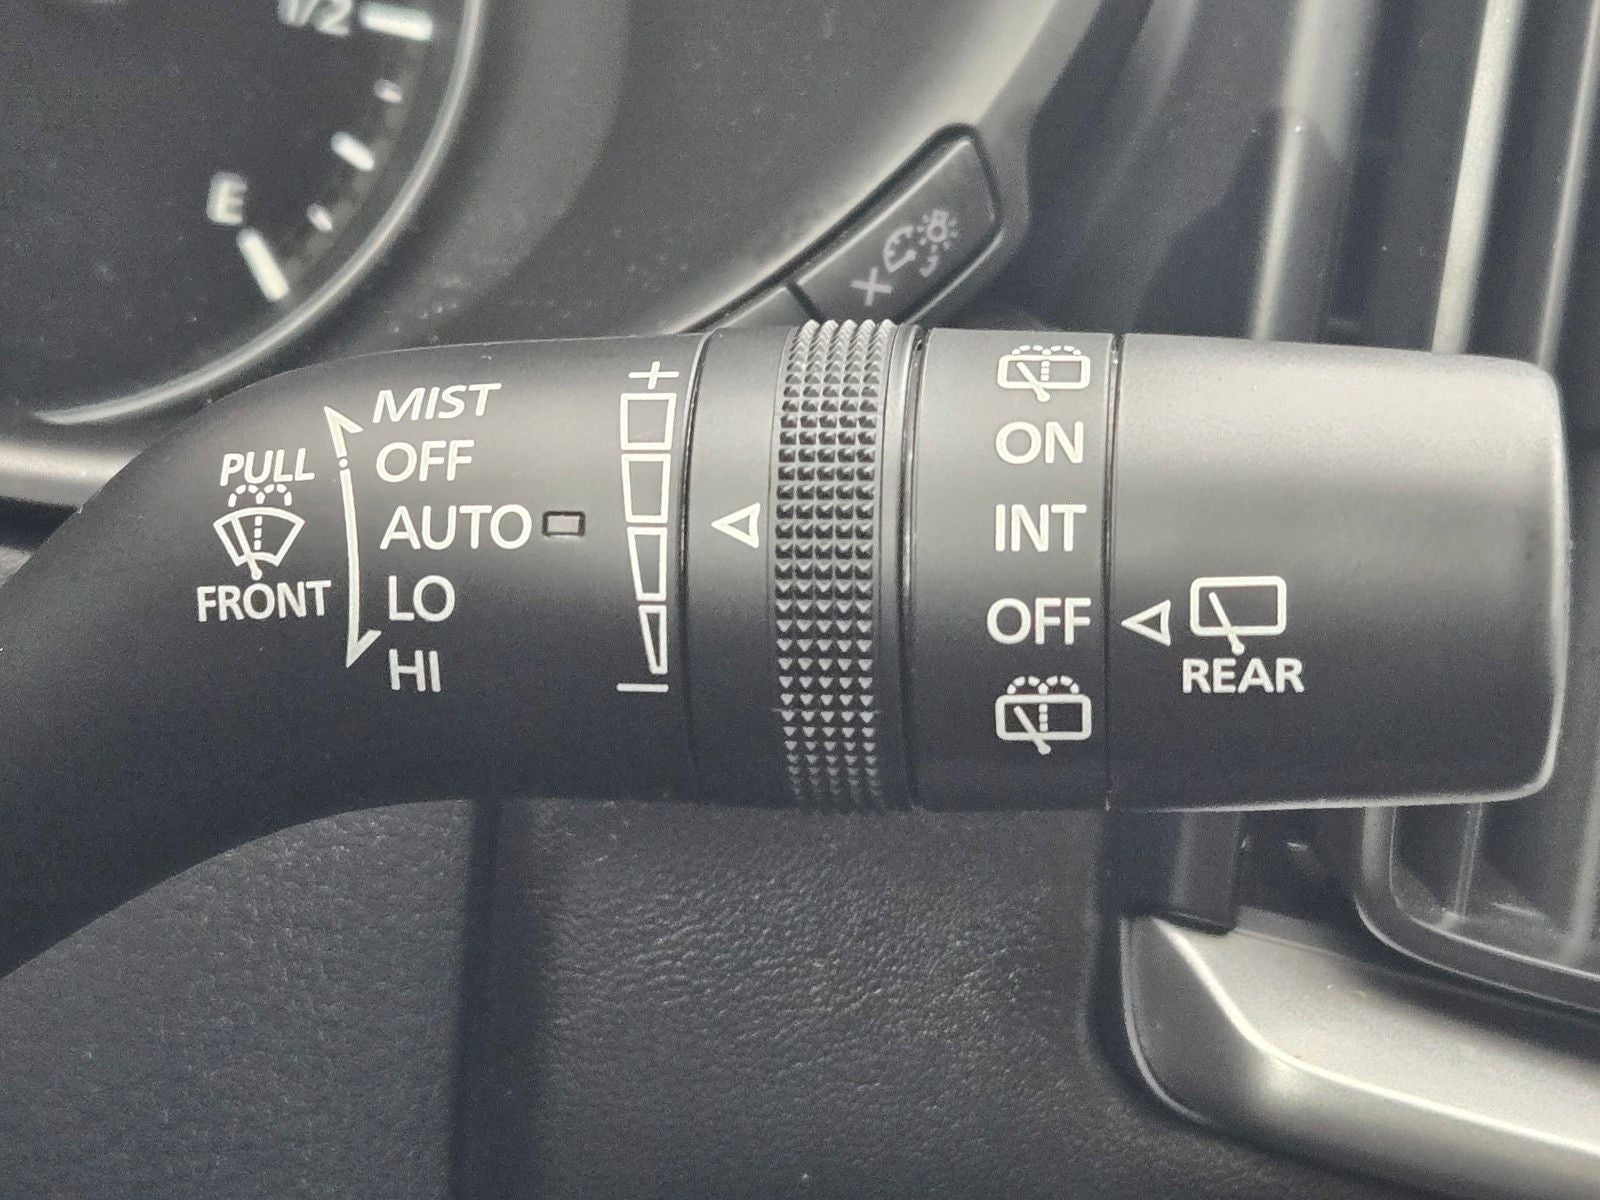 1/2
E
+
PULL
FRONT
MIST
OFF
AUTO
LO
HI
+
−
ON
INT
OFF
REAR